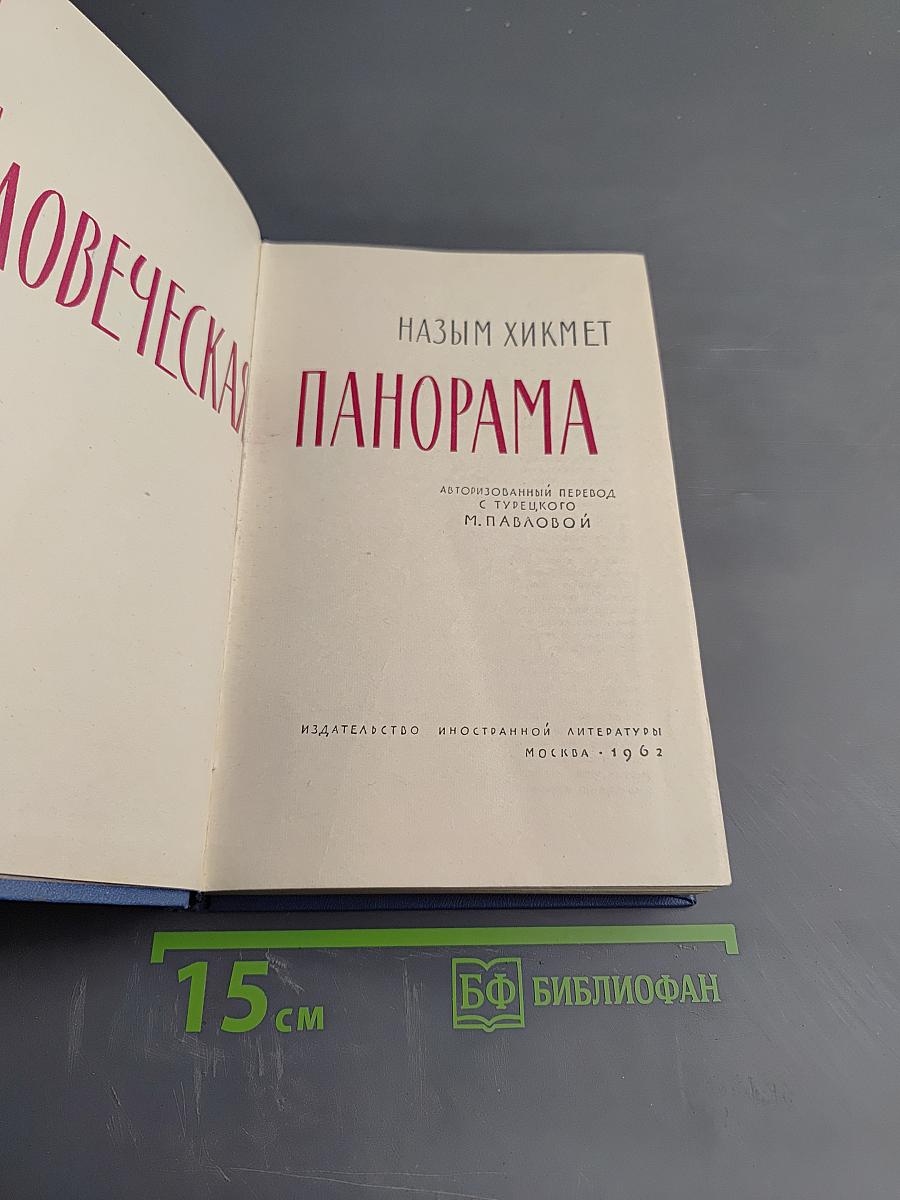 ЛОВЕЧЕСКАЯ
НАЗЫМ ХИКМЕТ
ПАНОРАМА
АВТОРИЗОВАННЫЙ ПЕРЕВОД
С ТУРЕЦКОГО
М. ПАВЛОВОЙ
ИЗДАТЕЛЬСТВО ИНОСТРАННОЙ ЛИТЕРАТУРЫ
МОСКВА · 1962
15 см
БФ БИБЛИОФАН